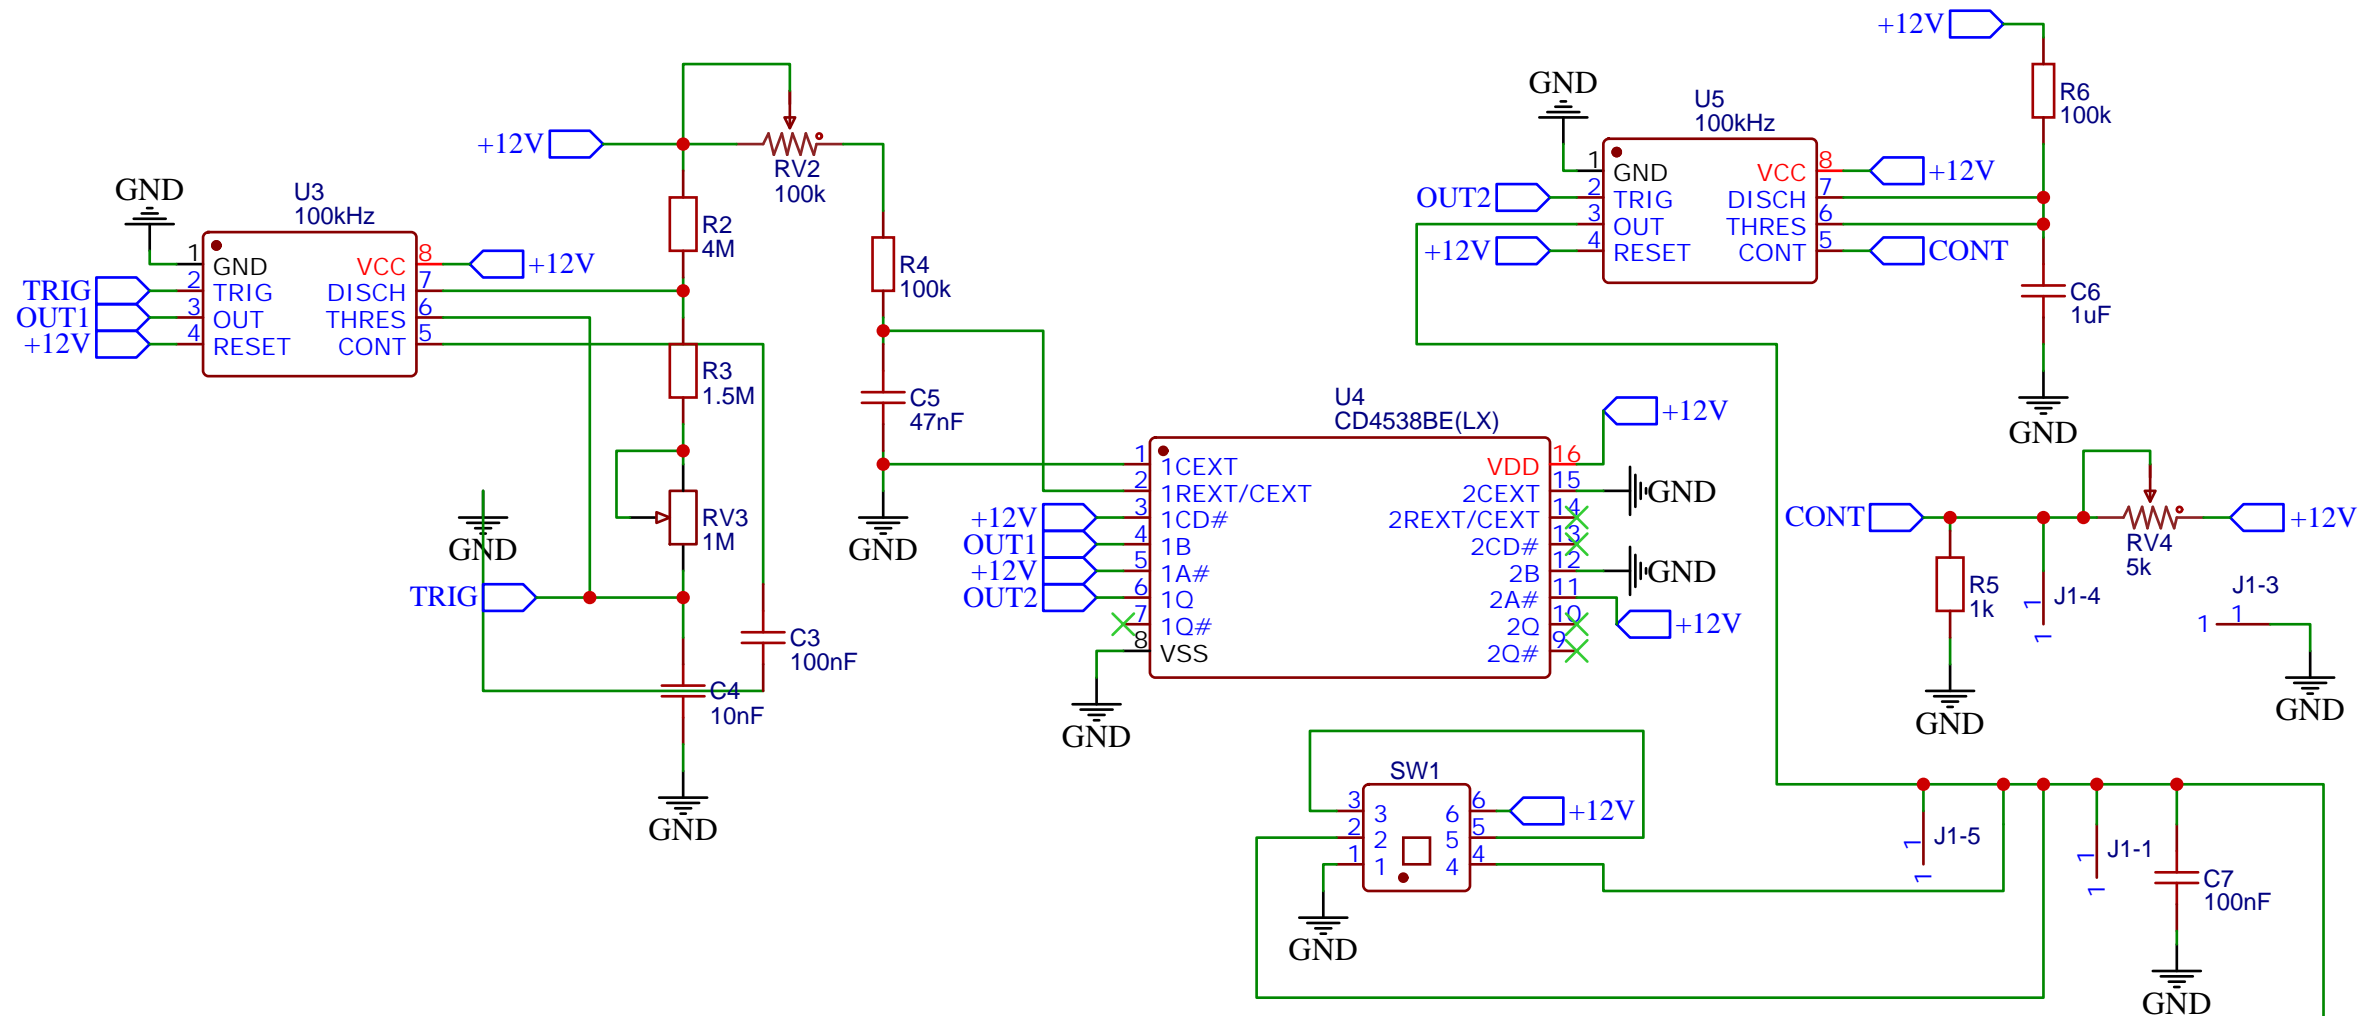 +12V
RV2
100k
R2
4M
R4
100k
C5
47nF
GND
GND
U3
100kHz
1 GND
2 TRIG
3 OUT
4 RESET
VCC 8
DISCH 7
THRES 6
CONT 5
TRIG
OUT1
+12V
+12V
R3
1.5M
RV3
1M
GND
TRIG
C3
100nF
C4
10nF
GND
U4
CD4538BE(LX)
1 1CEXT
2 1REXT/CEXT
3 1CD#
4 1B
5 1A#
6 1Q
7 1Q#
8 VSS
VDD 16
2CEXT 15
2REXT/CEXT 14
2CD# 13
2B 12
2A# 11
2Q 10
2Q# 9
+12V
OUT1
+12V
OUT2
GND
+12V
GND
GND
+12V
+12V
R6
100k
GND
U5
100kHz
1 GND
2 TRIG
3 OUT
4 RESET
VCC 8
DISCH 7
THRES 6
CONT 5
OUT2
+12V
+12V
CONT
C6
1uF
GND
CONT
R5
1k
GND
1
1
J1-4
RV4
5k
+12V
J1-3
1 1
GND
SW1
3 3
2 2
1 1
6 6
5 5
4 4
+12V
GND
1
1
J1-5
1
1
J1-1
C7
100nF
GND